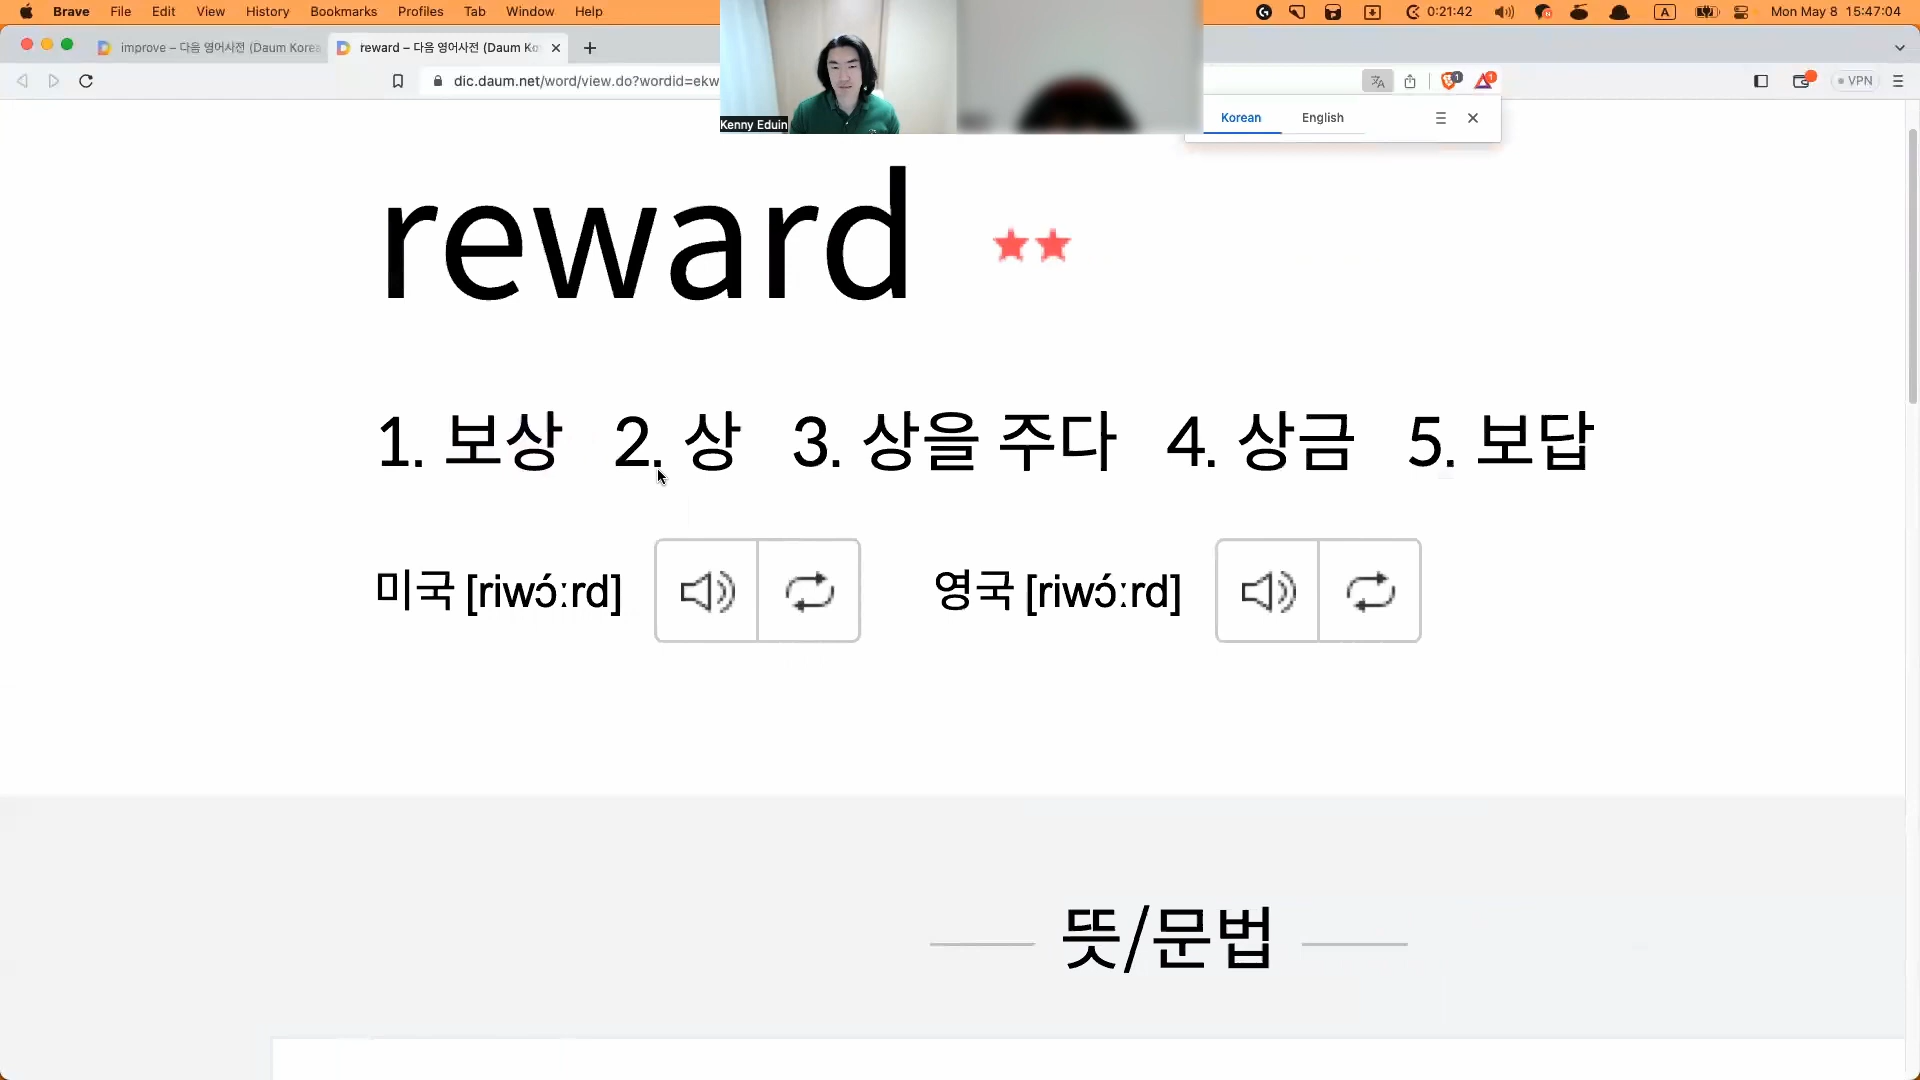 Brave File Edit View History Bookmarks Profiles Tab Window Help 0:21:42 A Mon May 8 15:47:04
improve – 다음 영어사전 (Daum Korea reward – 다음 영어사전 (Daum Ko
dic.daum.net/word/view.do?wordid=ekw VPN
Korean English
Kenny Eduin
reward
1. 보상 2. 상 3. 상을 주다 4. 상금 5. 보답
미국 [riwɔ́ːrd] 영국 [riwɔ́ːrd]
뜻/문법